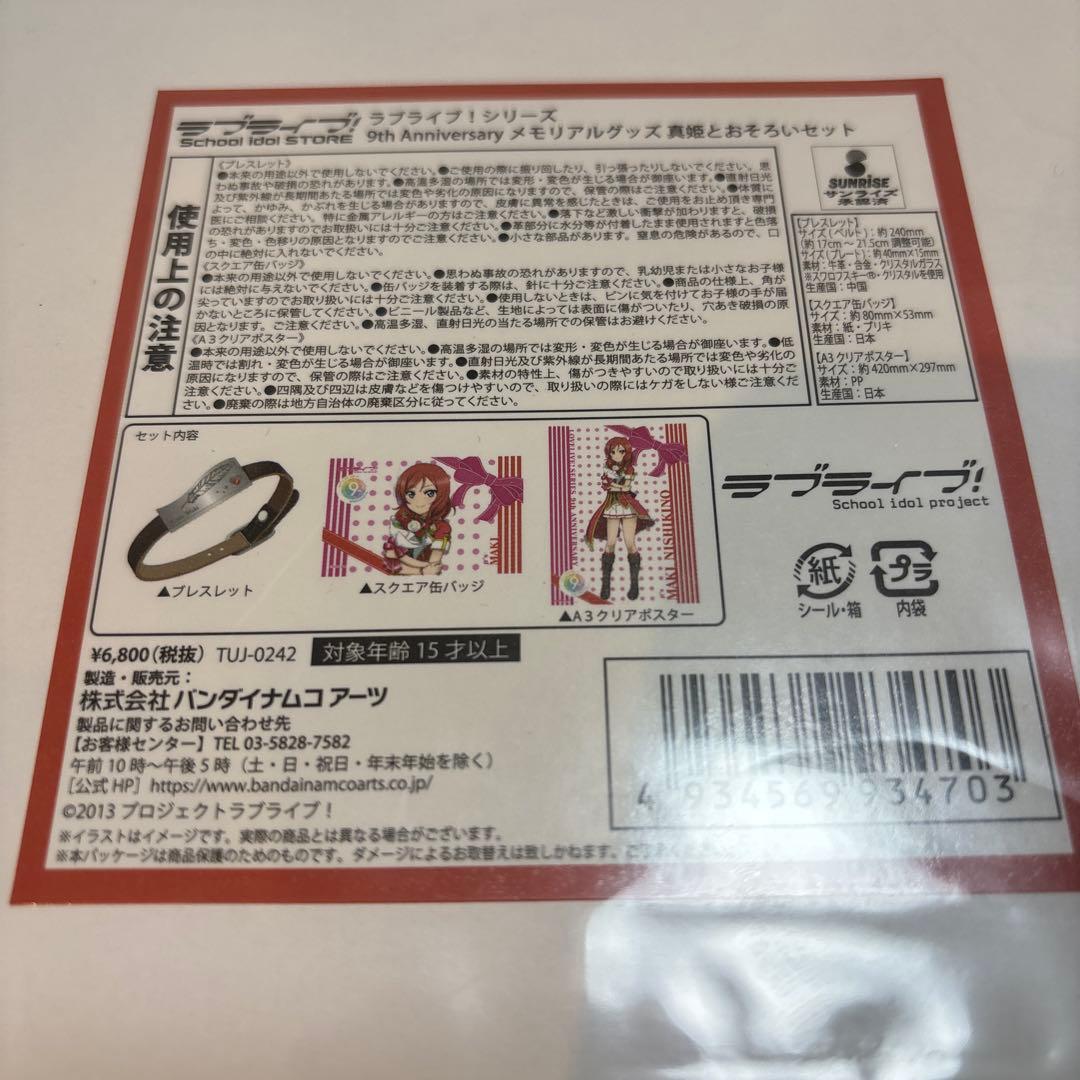 ラブライブ!
School idol STORE
ラブライブ!シリーズ
9th Anniversary メモリアルグッズ 真姫とおそろいセット
使用上の注意
《ブレスレット》
●本来の用途以外で使用しないでください。●ご使用の際に振り回したり、引っ張ったりしないでください。思
わぬ事故や破損の恐れがあります。●高温多湿の場所では変形・変色が生じる場合が御座います。●直射日光
及び紫外線が長期間あたる場所では変色や劣化の原因になりますので、保管の際はご注意ください。●体質に
よって、かゆみ、かぶれを生じる場合がありますので、皮膚に異常を感じたときは、ご使用をお止め頂き専門
医にご相談ください。特に金属アレルギーの方はご注意ください。●落下など激しい衝撃が加わりますと、破損
の恐れがありますのでお取り扱いには十分ご注意ください。●革部分に水分等が付着したまま使用されますと色落
ち・変色・色移りの原因となりますのでご注意ください。●小さな部品があります。窒息の危険があるので、口
の中に絶対に入れないでください。
《スクエア缶バッジ》
●本来の用途以外で使用しないでください。●思わぬ事故の恐れがありますので、乳幼児または小さなお子様
には絶対に与えないでください。●缶バッジを装着する際は、針に十分ご注意ください。●商品の仕様上、角が
尖っていますのでお取り扱いには十分ご注意ください。●使用しないときは、ピンに気を付けてお子様の手が届
かないところに保管してください。●ビニール製品など、生地によっては表面に傷がついたり、穴あき破損の原
因となります。ご注意ください。●高温多湿、直射日光の当たる場所での保管はお避けください。
《A3クリアポスター》
●本来の用途以外で使用しないでください。●高温多湿の場所では変形・変色が生じる場合が御座います。●低
温時では割れ・変色が生じる場合が御座います。●直射日光及び紫外線が長期間あたる場所では変色や劣化の
原因になりますので、保管の際はご注意ください。●素材の特性上、傷がつきやすいので取り扱いには十分ご
注意ください。●四隅及び四辺は皮膚などを傷つけやすいので、取り扱いの際にはケガをしない様ご注意くだ
さい。●廃棄の際は地方自治体の廃棄区分に従ってください。
SUNRISE
サンライズ
承認済
【ブレスレット】
サイズ(ベルト):約240mm
(約17cm〜21.5cm 調整可能)
サイズ(プレート):約40mm×15mm
素材:牛革・合金・クリスタルガラス
※スワロフスキー®・クリスタルを使用
生産国:中国
【スクエア缶バッジ】
サイズ:約80mm×53mm
素材:紙・ブリキ
生産国:日本
【A3クリアポスター】
サイズ:約420mm×297mm
素材:PP
生産国:日本
セット内容
9
MAKI
LOVELIVE! SERIES 9TH ANNIVERSARY
9
MAKI NISHIKINO
▲ブレスレット
▲スクエア缶バッジ
▲A3クリアポスター
ラブライブ!
School idol project
紙
シール・箱
プラ
内袋
¥6,800(税抜) TUJ-0242 対象年齢15才以上
製造・販売元:
株式会社バンダイナムコアーツ
製品に関するお問い合わせ先
【お客様センター】TEL 03-5828-7582
午前10時〜午後5時(土・日・祝日・年末年始を除く)
[公式HP] https://www.bandainamcoarts.co.jp/
©2013 プロジェクトラブライブ!
※イラストはイメージです。実際の商品とは異なる場合がございます。
※本パッケージは商品保護のためのものです。ダメージによるお取替えは致しかねます。
4 934569 934703